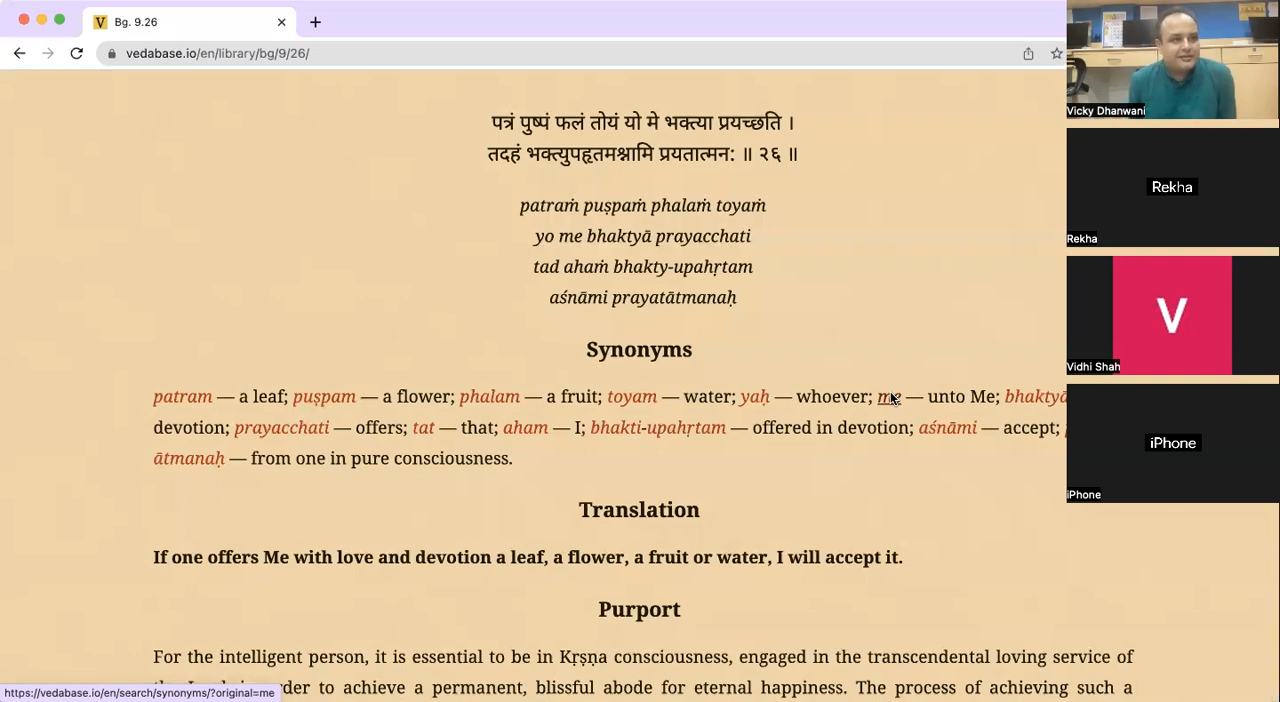 Bg. 9.26
vedabase.io/en/library/bg/9/26/
पत्रं पुष्पं फलं तोयं यो मे भक्त्या प्रयच्छति ।
तदहं भक्त्युपहृतमश्नामि प्रयतात्मन: ॥ २६ ॥
patraṁ puṣpaṁ phalaṁ toyaṁ
yo me bhaktyā prayacchati
tad ahaṁ bhakty-upahṛtam
aśnāmi prayatātmanaḥ
Synonyms
patram — a leaf; puṣpam — a flower; phalam — a fruit; toyam — water; yaḥ — whoever; me — unto Me; bhaktyā
devotion; prayacchati — offers; tat — that; aham — I; bhakti-upahṛtam — offered in devotion; aśnāmi — accept;
ātmanaḥ — from one in pure consciousness.
Translation
If one offers Me with love and devotion a leaf, a flower, a fruit or water, I will accept it.
Purport
For the intelligent person, it is essential to be in Kṛṣṇa consciousness, engaged in the transcendental loving service of
order to achieve a permanent, blissful abode for eternal happiness. The process of achieving such a
https://vedabase.io/en/search/synonyms/?original=me
Vicky Dhanwani
Rekha
Rekha
V
Vidhi Shah
iPhone
iPhone